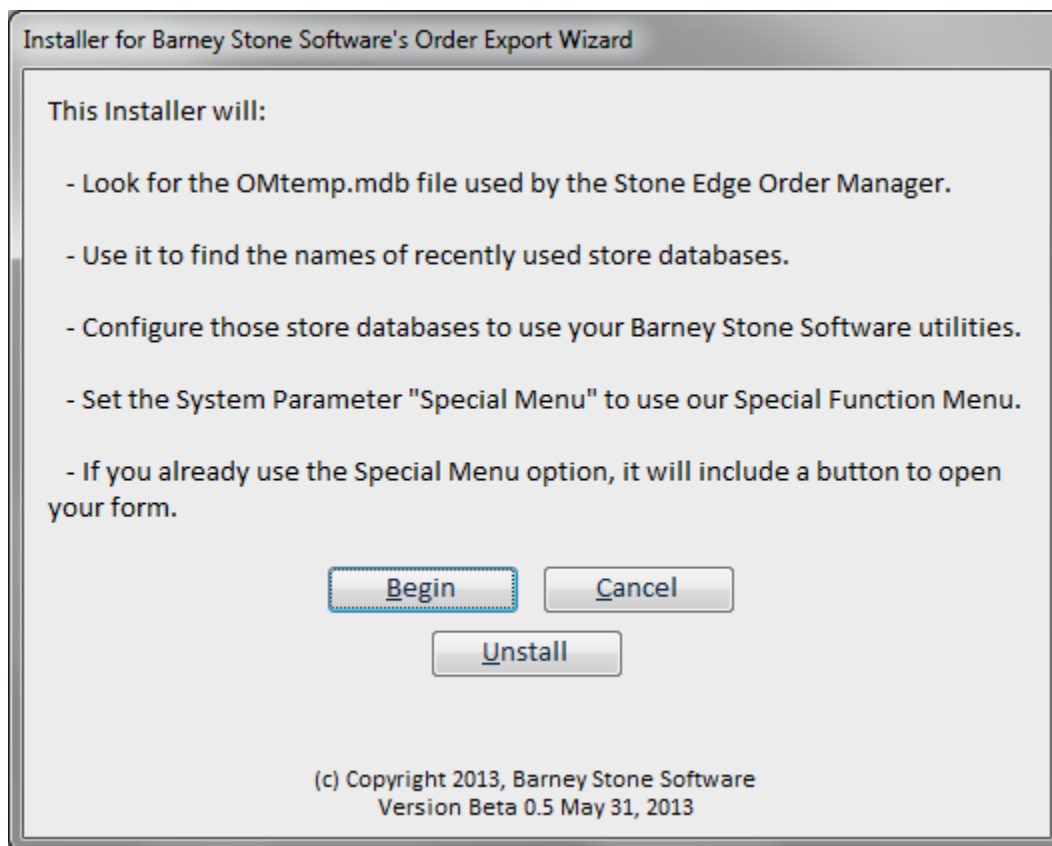 Installer for Barney Stone Software's Order Export Wizard
This Installer will:
- Look for the OMtemp.mdb file used by the Stone Edge Order Manager.
- Use it to find the names of recently used store databases.
- Configure those store databases to use your Barney Stone Software utilities.
- Set the System Parameter "Special Menu" to use our Special Function Menu.
- If you already use the Special Menu option, it will include a button to open
your form.
Begin
Cancel
Unstall
(c) Copyright 2013, Barney Stone Software
Version Beta 0.5 May 31, 2013